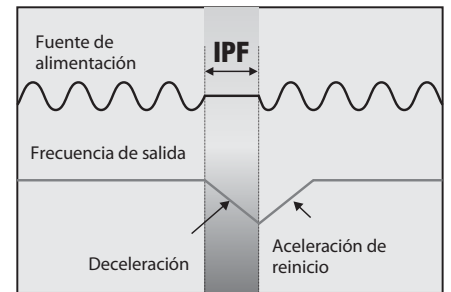 Fuente de
alimentación
IPF
Frecuencia de salida
Deceleración
Aceleración de
reinicio